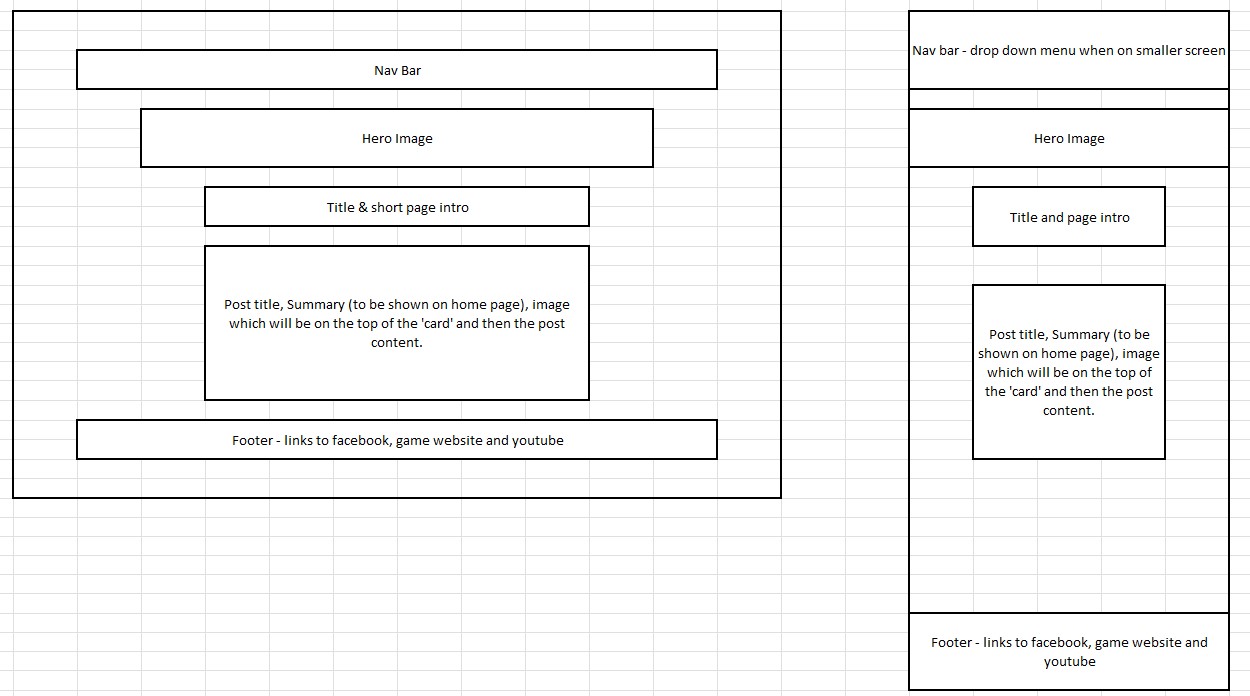 Nav Bar
Hero Image
Title & short page intro
Post title, Summary (to be shown on home page), image
which will be on the top of the 'card' and then the post
content.
Footer - links to facebook, game website and youtube
Nav bar - drop down menu when on smaller screen
Hero Image
Title and page intro
Post title, Summary (to be
shown on home page), image
which will be on the top of
the 'card' and then the post
content.
Footer - links to facebook, game website and
youtube